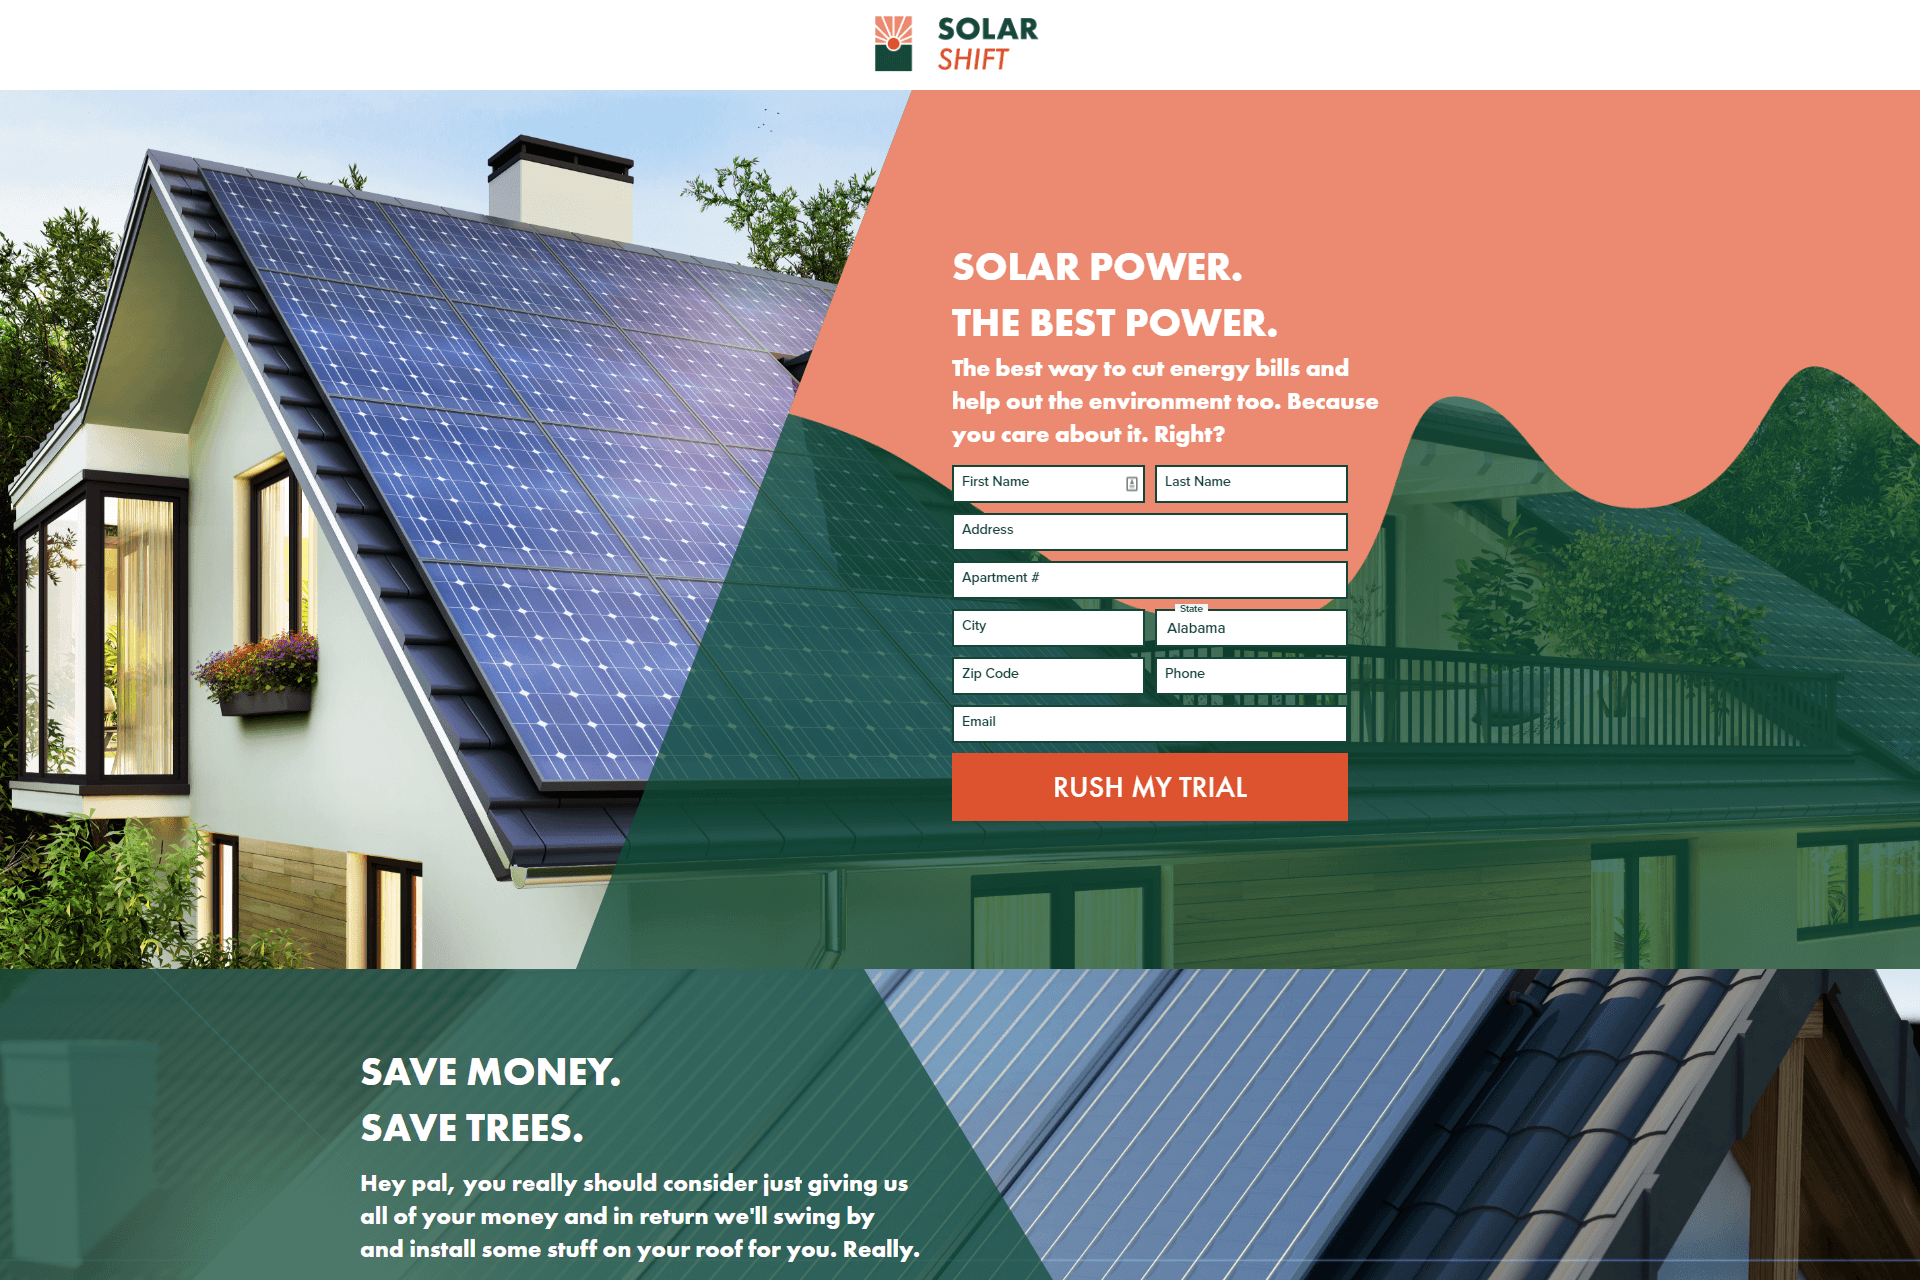 SOLAR
SHIFT
SOLAR POWER.
THE BEST POWER.
The best way to cut energy bills and
help out the environment too. Because
you care about it. Right?
First Name
Last Name
Address
Apartment #
City
State
Alabama
Zip Code
Phone
Email
RUSH MY TRIAL
SAVE MONEY.
SAVE TREES.
Hey pal, you really should consider just giving us
all of your money and in return we'll swing by
and install some stuff on your roof for you. Really.